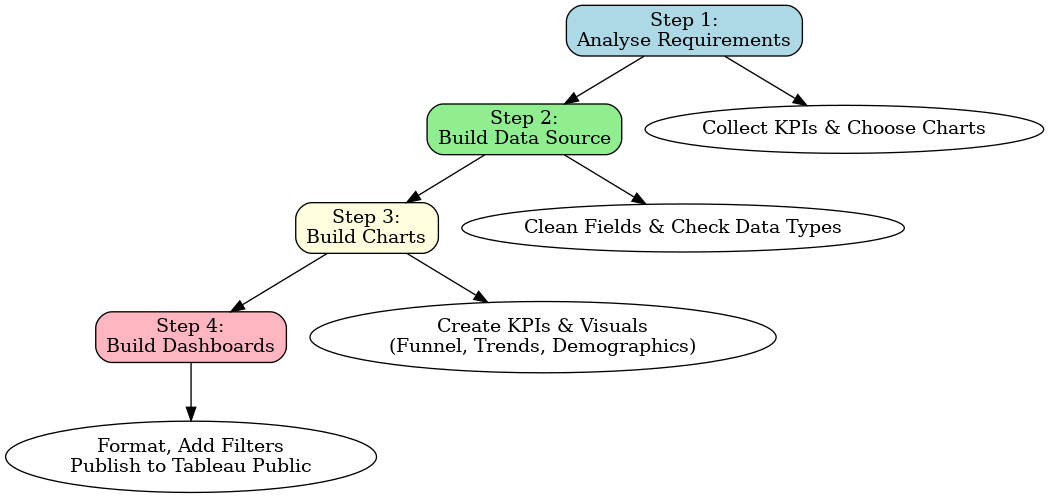 Step 1:
Analyse Requirements
Step 2:
Build Data Source
Collect KPIs & Choose Charts
Step 3:
Build Charts
Clean Fields & Check Data Types
Step 4:
Build Dashboards
Create KPIs & Visuals
(Funnel, Trends, Demographics)
Format, Add Filters
Publish to Tableau Public